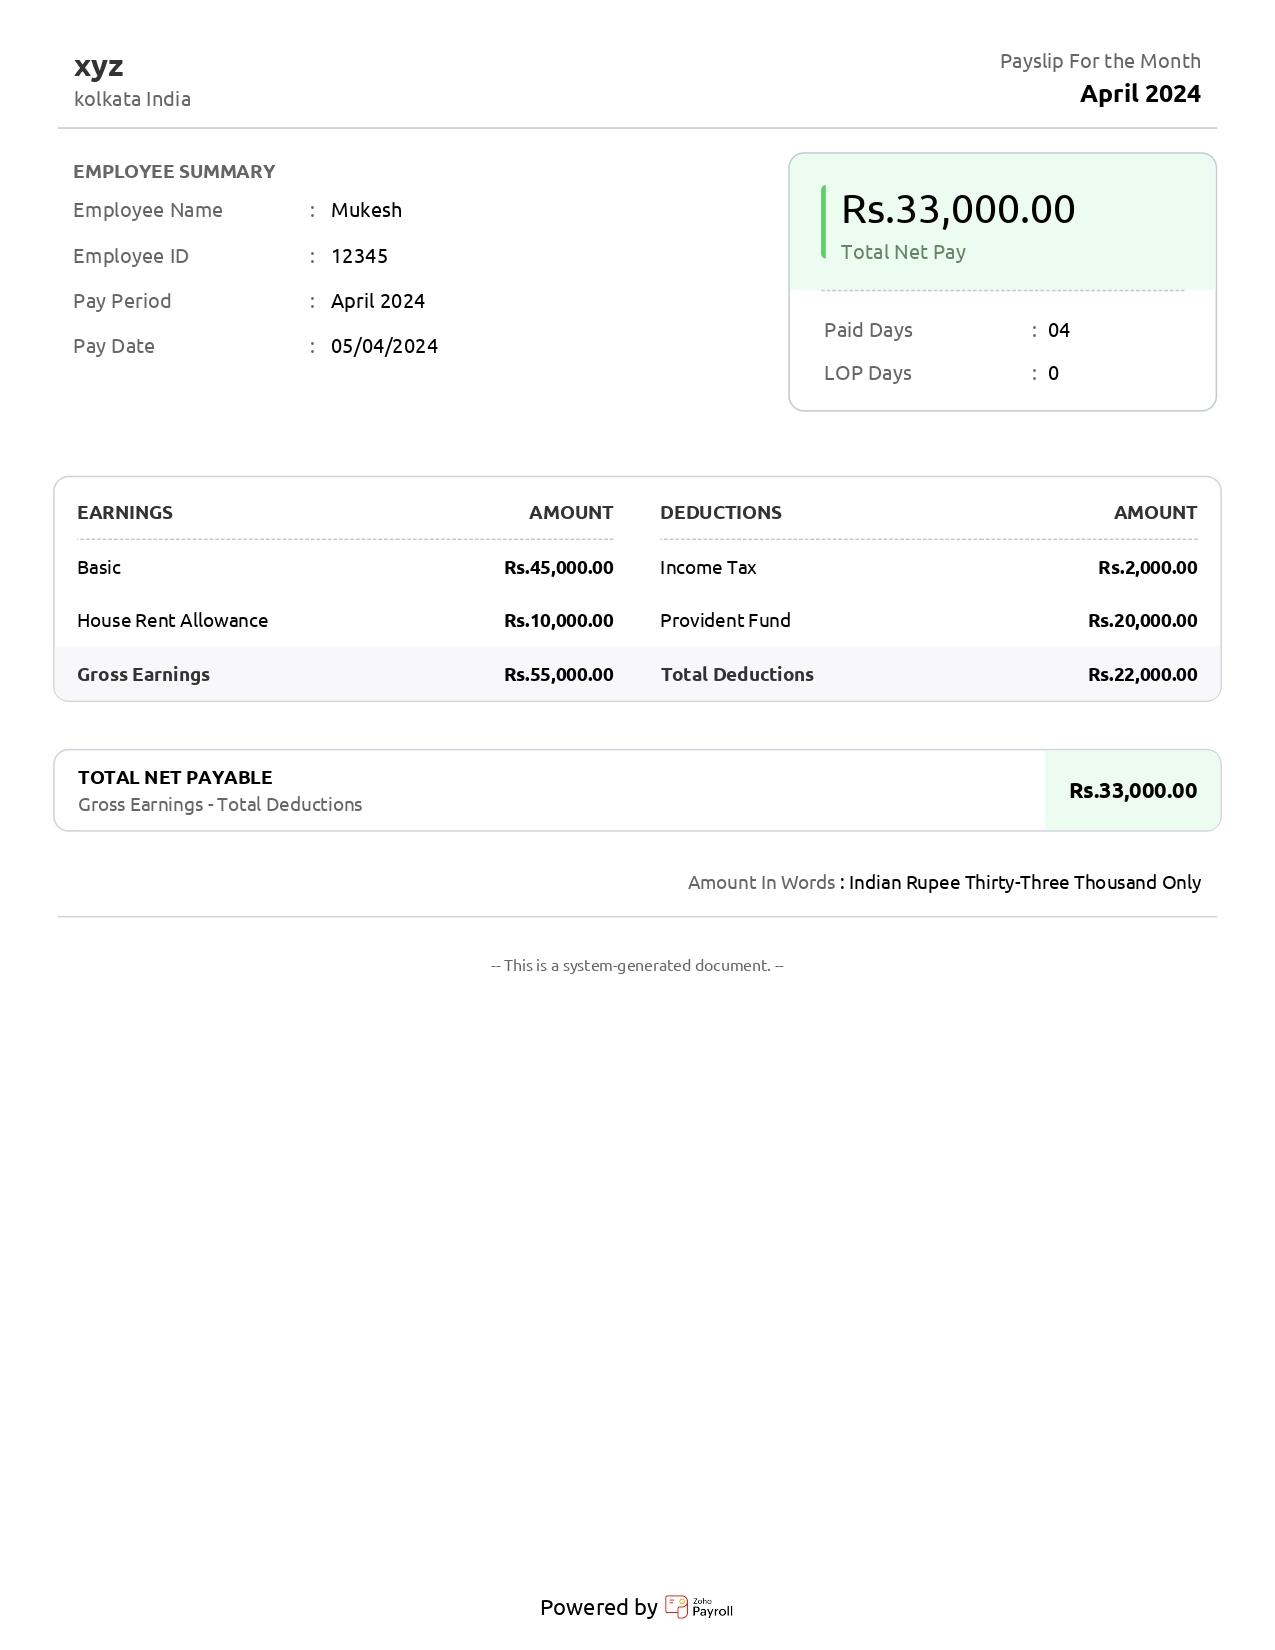 xyz
kolkata India
Payslip For the Month
April 2024
EMPLOYEE SUMMARY
Employee Name : Mukesh
Employee ID : 12345
Pay Period : April 2024
Pay Date : 05/04/2024
Rs.33,000.00
Total Net Pay
Paid Days : 04
LOP Days : 0
EARNINGS AMOUNT DEDUCTIONS AMOUNT
Basic Rs.45,000.00 Income Tax Rs.2,000.00
House Rent Allowance Rs.10,000.00 Provident Fund Rs.20,000.00
Gross Earnings Rs.55,000.00 Total Deductions Rs.22,000.00
TOTAL NET PAYABLE
Gross Earnings - Total Deductions
Rs.33,000.00
Amount In Words : Indian Rupee Thirty-Three Thousand Only
-- This is a system-generated document. --
Powered by Zoho Payroll